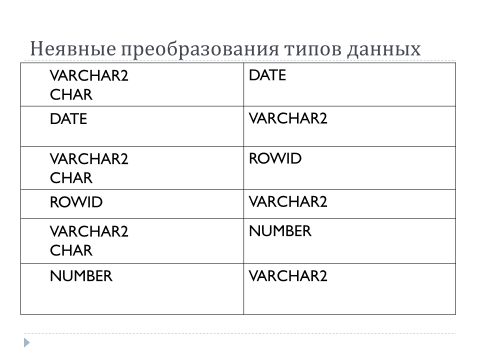 Неявные преобразования типов данных
VARCHAR2
CHAR
DATE
DATE
VARCHAR2
VARCHAR2
CHAR
ROWID
ROWID
VARCHAR2
VARCHAR2
CHAR
NUMBER
NUMBER
VARCHAR2